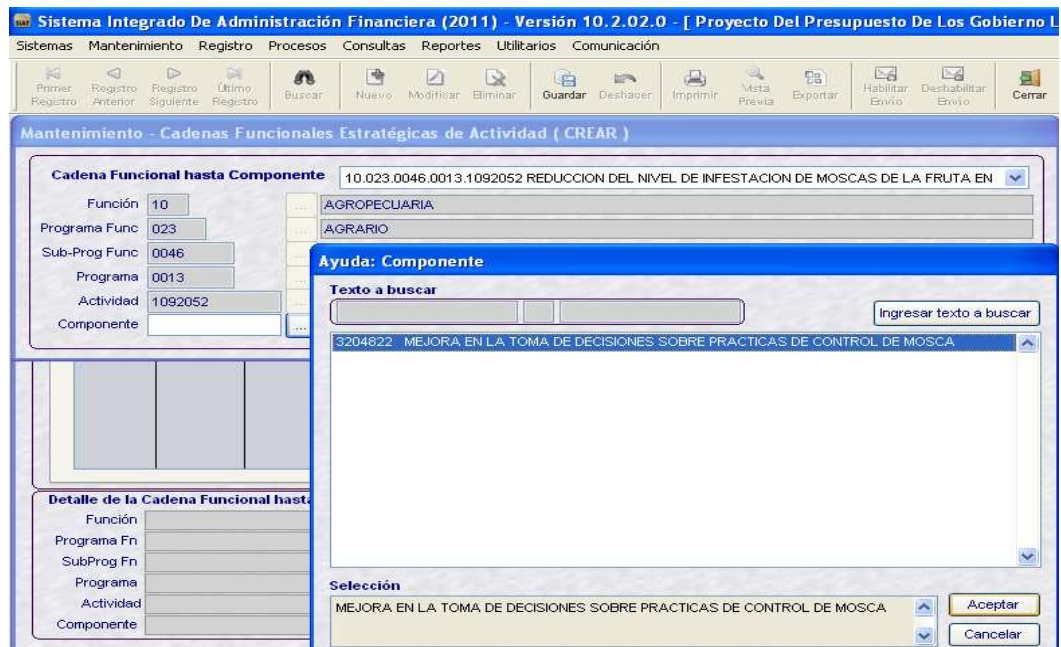 Sistema Integrado De Administración Financiera (2011) - Versión 10.2.02.0 - [ Proyecto Del Presupuesto De Los Gobierno L
Sistemas Mantenimiento Registro Procesos Consultas Reportes Utilitarios Comunicación
Primer Registro
Registro Anterior
Registro Siguiente
Último Registro
Buscar
Nuevo
Modificar
Eliminar
Guardar
Deshacer
Imprimir
Vista Previa
Exportar
Habilitar Envío
Deshabilitar Envío
Cerrar
Mantenimiento - Cadenas Funcionales Estratégicas de Actividad ( CREAR )
Cadena Funcional hasta Componente 10.023.0046.0013.1092052 REDUCCION DEL NIVEL DE INFESTACION DE MOSCAS DE LA FRUTA EN
Función 10 ... AGROPECUARIA
Programa Func 023 ... AGRARIO
Sub-Prog Func 0046 ...
Programa 0013 ...
Actividad 1092052 ...
Componente ...
Ayuda: Componente
Texto a buscar
Ingresar texto a buscar
3204822 MEJORA EN LA TOMA DE DECISIONES SOBRE PRACTICAS DE CONTROL DE MOSCA
Selección
MEJORA EN LA TOMA DE DECISIONES SOBRE PRACTICAS DE CONTROL DE MOSCA
Aceptar
Cancelar
Detalle de la Cadena Funcional hasta
Función
Programa Fn
SubProg Fn
Programa
Actividad
Componente